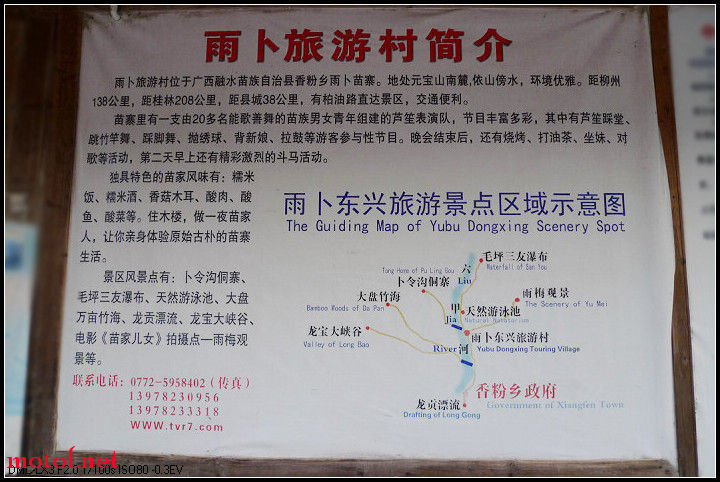 雨卜旅游村简介
雨卜旅游村位于广西融水苗族自治县香粉乡雨卜苗寨。地处元宝山南麓,依山傍水，环境优雅。距柳州
138公里，距桂林208公里，距县城38公里，有柏油路直达景区，交通便利。
苗寨里有一支由20多名能歌善舞的苗族男女青年组建的芦笙表演队，节目丰富多彩，其中有芦笙踩堂、
跳竹竿舞、踩脚舞、抛绣球、背新娘、拉鼓等游客参与性节目。晚会结束后，还有烧烤、打油茶、坐妹、对
歌等活动，第二天早上还有精彩激烈的斗马活动。
独具特色的苗家风味有：糯米
饭、糯米酒、香菇木耳、酸肉、酸
鱼、酸菜等。住木楼，做一夜苗家
人，让你亲身体验原始古朴的苗寨
生活。
景区风景点有：卜令沟侗寨、
毛坪三友瀑布、天然游泳池、大盘
万亩竹海、龙贡漂流、龙宝大峡谷、
电影《苗家儿女》拍摄点—雨梅观
景等。
联系电话：0772-5958402（传真）
13978230956
13978233318
www.tvr7.com
雨卜东兴旅游景点区域示意图
The Guiding Map of Yubu Dongxing Scenery Spot
毛坪三友瀑布
Waterfall of San You
六
Liu
Tong Home of Pu Ling Gou
卜令沟侗寨
雨梅观景
The Scenery of Yu Mei
大盘竹海
Bamboo Woods of Da Pan
甲
Jia
天然游泳池
Natural Natatorium
龙宝大峡谷
Valley of Long Bao
雨卜东兴旅游村
Yubu Dongxing Touring Village
River河
香粉乡政府
Government of Xiangfen Town
龙贡漂流
Drafting of Long Gong
motof.net
DMC-LX3 F2.0 1/100s ISO80 -0.3EV